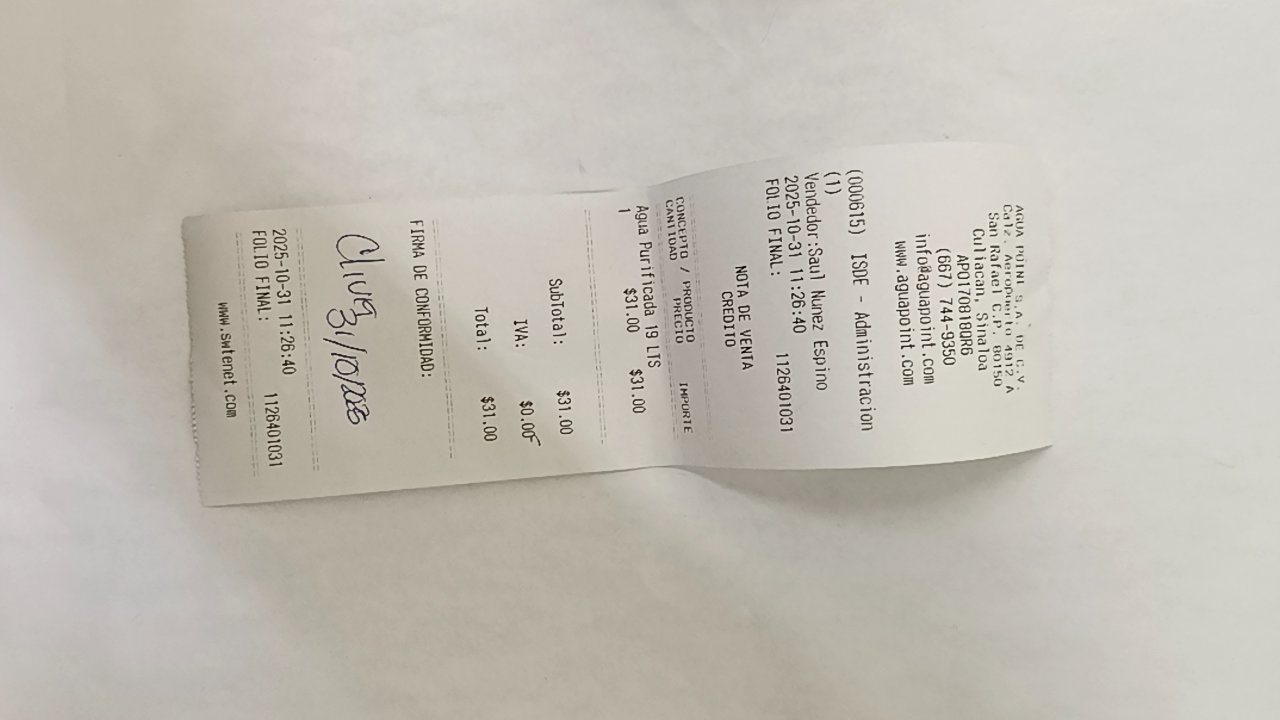 AGUA POINT S.A. DE C.V.
Calz. Aeropuerto 4912 A
San Rafael C.P. 80150
Culiacan, Sinaloa
APO170818QR6
(667) 744-9350
info@aguapoint.com
www.aguapoint.com
(000615) ISDE - Administracion
(1)
Vendedor:Saul Nunez Espino
2025-10-31 11:26:40
FOLIO FINAL: 1126401031
NOTA DE VENTA
CREDITO
CONCEPTO / PRODUCTO
CANTIDAD PRECIO IMPORTE
Agua Purificada 19 LTS
1 $31.00 $31.00
SubTotal: $31.00
IVA: $0.00
Total: $31.00
FIRMA DE CONFORMIDAD:
31/10/2025
2025-10-31 11:26:40
FOLIO FINAL: 1126401031
www.swtenet.com